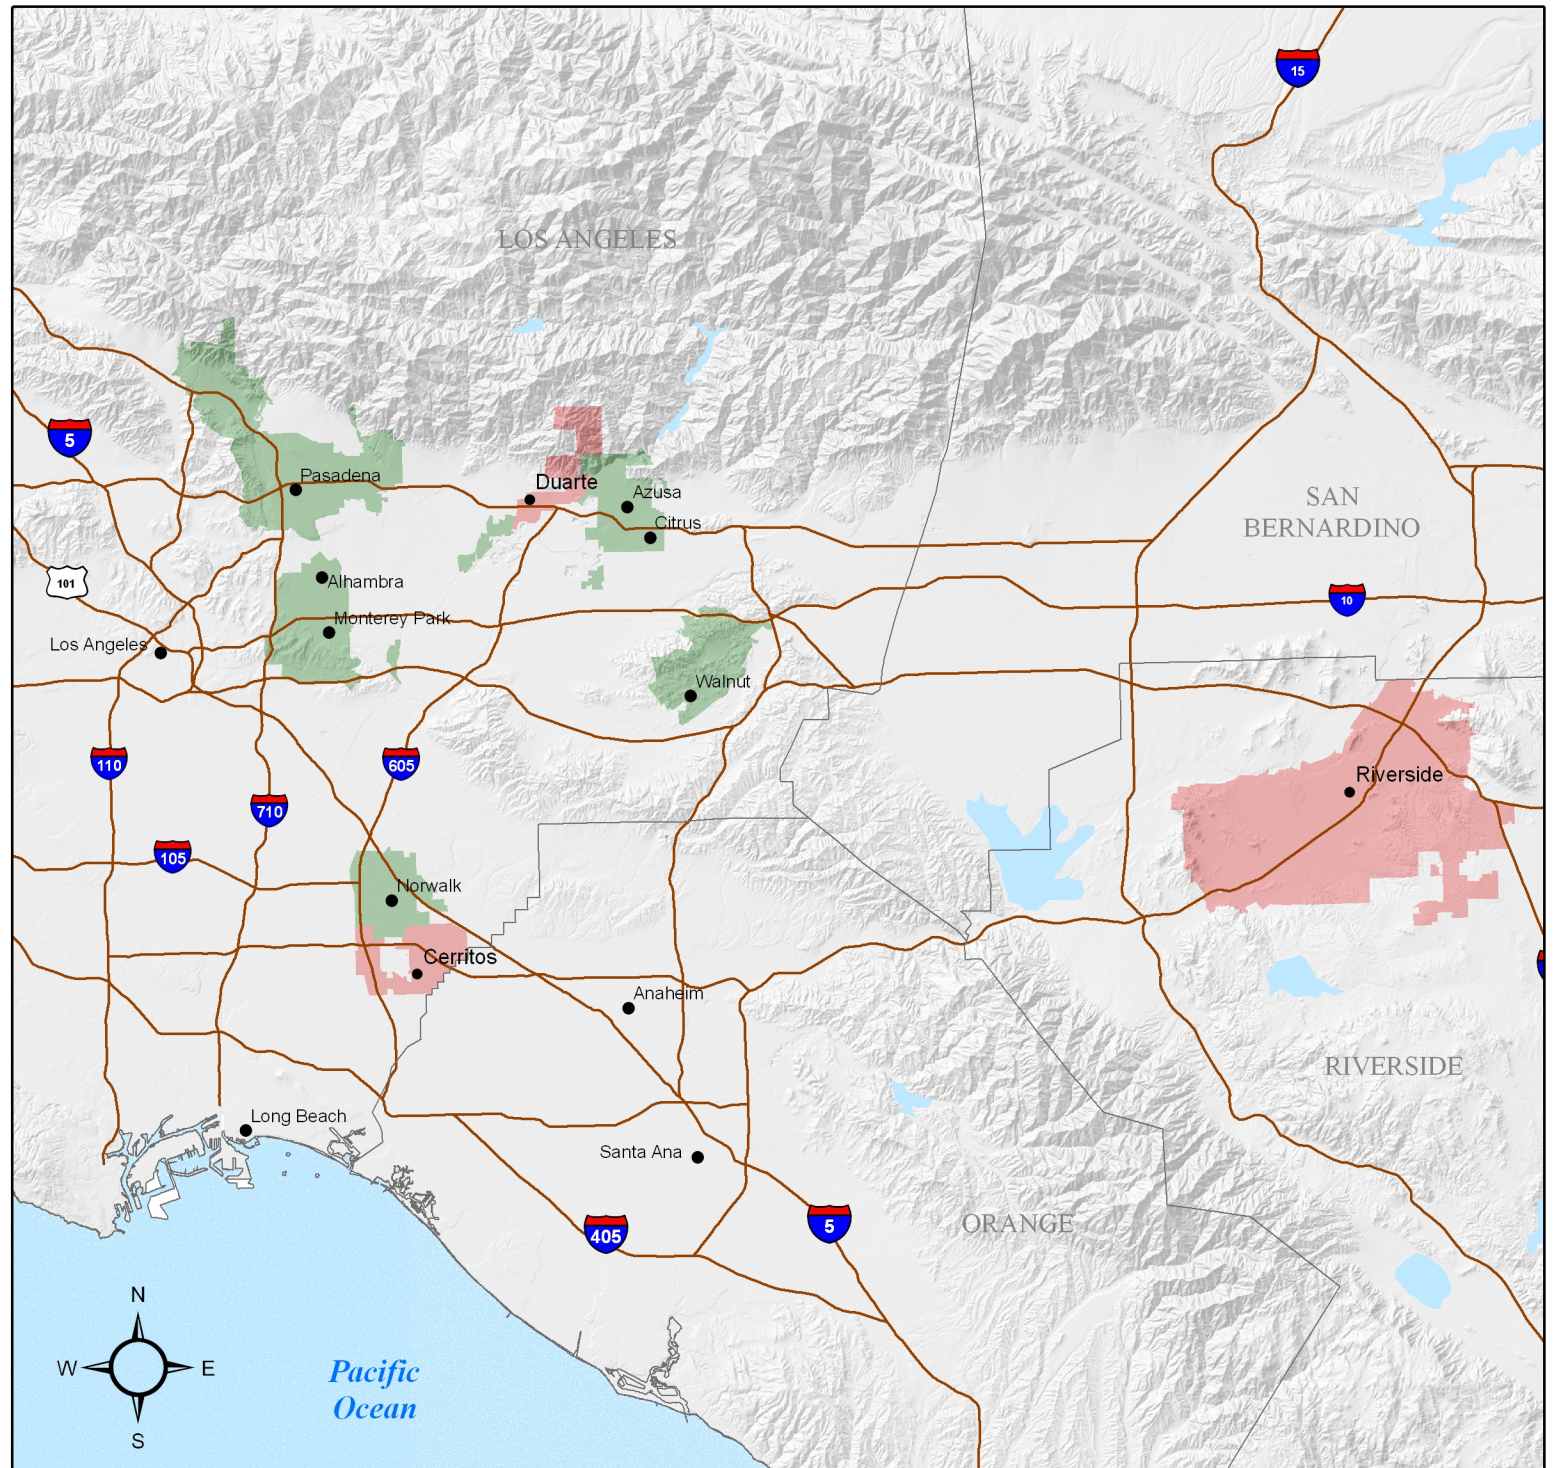 15
LOS ANGELES
5
Pasadena
Duarte
Azusa
Citrus
SAN
BERNARDINO
101
Alhambra
10
Monterey Park
Los Angeles
Walnut
110
605
Riverside
710
105
Norwalk
Cerritos
Anaheim
RIVERSIDE
Long Beach
Santa Ana
ORANGE
5
405
N
W
E
S
Pacific
Ocean